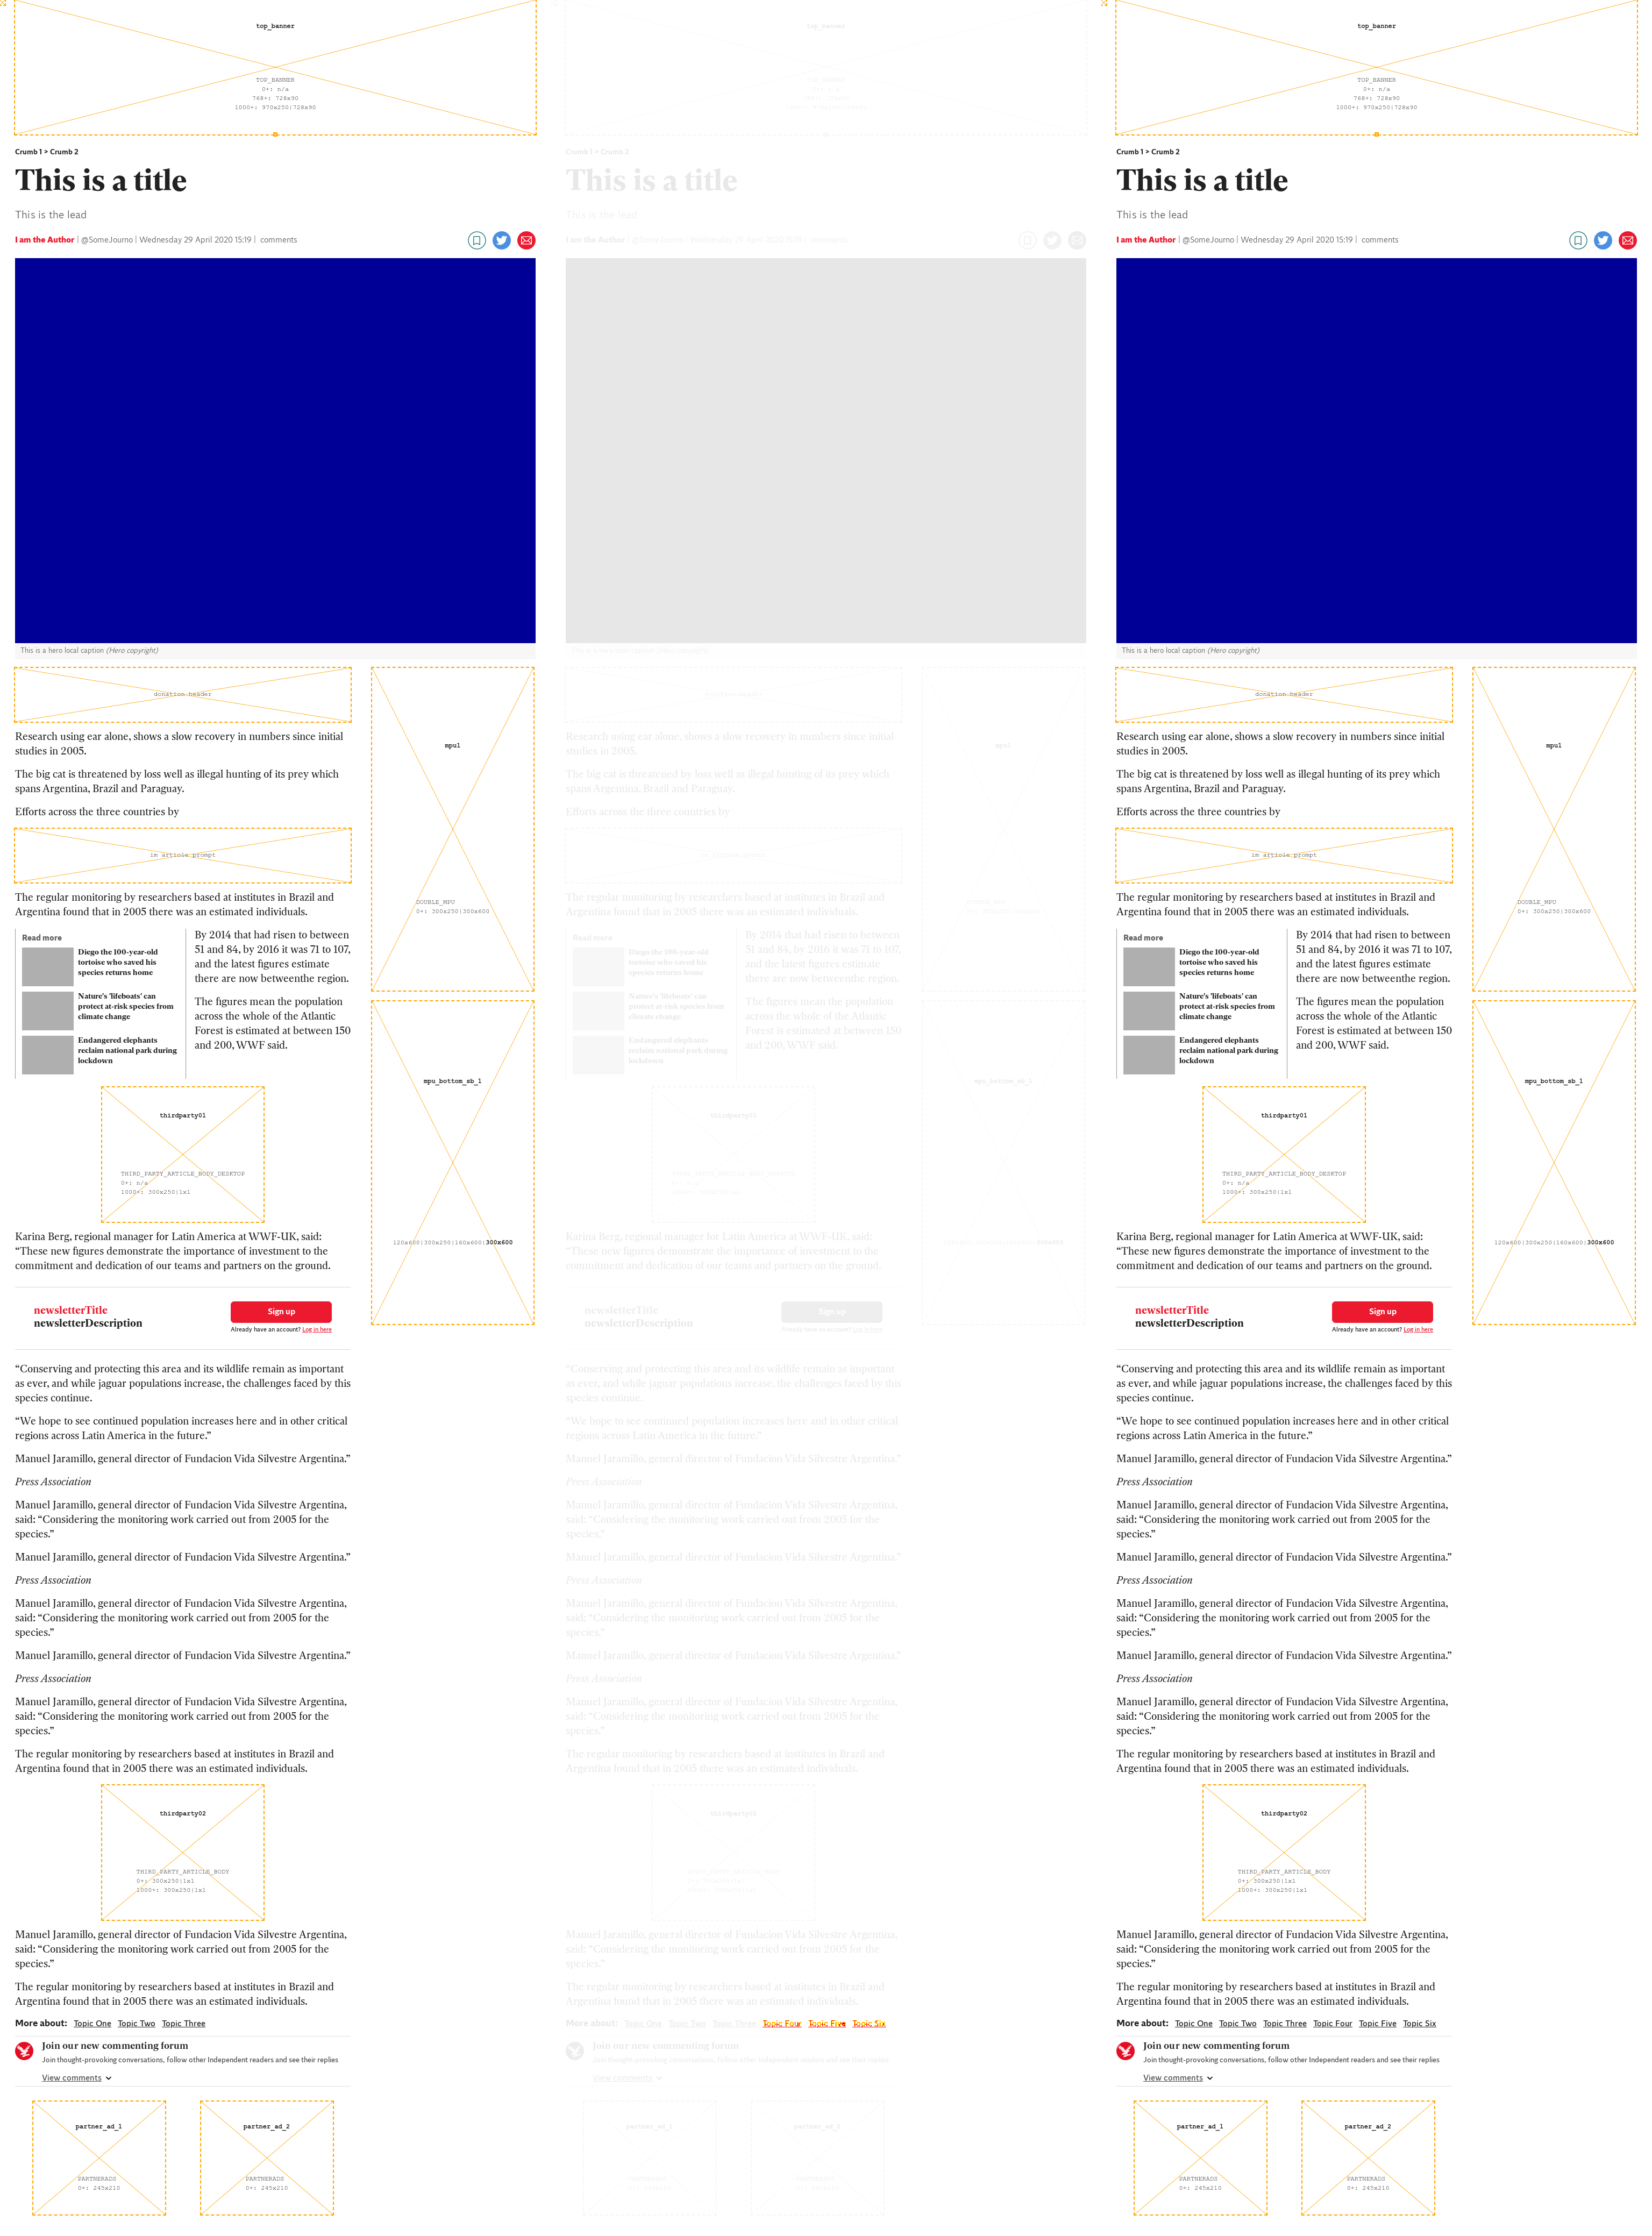 top_banner
TOP_BANNER
0+: n/a
768+: 728x90
1000+: 970x250|728x90
Crumb 1 > Crumb 2
This is a title
This is the lead
I am the Author | @SomeJourno | Wednesday 29 April 2020 15:19 | comments
This is a hero local caption (Hero copyright)
donation header
Research using ear alone, shows a slow recovery in numbers since initial
studies in 2005.
The big cat is threatened by loss well as illegal hunting of its prey which
spans Argentina, Brazil and Paraguay.
Efforts across the three countries by
im article prompt
The regular monitoring by researchers based at institutes in Brazil and
Argentina found that in 2005 there was an estimated individuals.
Read more
Diego the 100-year-old
tortoise who saved his
species returns home
Nature's 'lifeboats' can
protect at-risk species from
climate change
Endangered elephants
reclaim national park during
lockdown
By 2014 that had risen to between
51 and 84, by 2016 it was 71 to 107,
and the latest figures estimate
there are now betweenthe region.
The figures mean the population
across the whole of the Atlantic
Forest is estimated at between 150
and 200, WWF said.
thirdparty01
THIRD_PARTY_ARTICLE_BODY_DESKTOP
0+: n/a
1000+: 300x250|1x1
Karina Berg, regional manager for Latin America at WWF-UK, said:
“These new figures demonstrate the importance of investment to the
commitment and dedication of our teams and partners on the ground.
newsletterTitle
newsletterDescription
Sign up
Already have an account? Log in here
“Conserving and protecting this area and its wildlife remain as important
as ever, and while jaguar populations increase, the challenges faced by this
species continue.
“We hope to see continued population increases here and in other critical
regions across Latin America in the future.”
Manuel Jaramillo, general director of Fundacion Vida Silvestre Argentina.”
Press Association
Manuel Jaramillo, general director of Fundacion Vida Silvestre Argentina,
said: “Considering the monitoring work carried out from 2005 for the
species.”
Manuel Jaramillo, general director of Fundacion Vida Silvestre Argentina.”
Press Association
Manuel Jaramillo, general director of Fundacion Vida Silvestre Argentina,
said: “Considering the monitoring work carried out from 2005 for the
species.”
Manuel Jaramillo, general director of Fundacion Vida Silvestre Argentina.”
Press Association
Manuel Jaramillo, general director of Fundacion Vida Silvestre Argentina,
said: “Considering the monitoring work carried out from 2005 for the
species.”
The regular monitoring by researchers based at institutes in Brazil and
Argentina found that in 2005 there was an estimated individuals.
thirdparty02
THIRD_PARTY_ARTICLE_BODY
0+: 300x250|1x1
1000+: 300x250|1x1
Manuel Jaramillo, general director of Fundacion Vida Silvestre Argentina,
said: “Considering the monitoring work carried out from 2005 for the
species.”
The regular monitoring by researchers based at institutes in Brazil and
Argentina found that in 2005 there was an estimated individuals.
More about: Topic One Topic Two Topic Three
Join our new commenting forum
Join thought-provoking conversations, follow other Independent readers and see their replies
View comments
partner_ad_1
PARTNERADS
0+: 245x210
partner_ad_2
PARTNERADS
0+: 245x210
mpu1
DOUBLE_MPU
0+: 300x250|300x600
mpu_bottom_sb_1
120x600|300x250|160x600|300x600
top_banner
Crumb 1 > Crumb 2
This is a title
This is the lead
I am the Author | @SomeJourno | Wednesday 29 April 2020 15:19 | comments
Research using ear alone, shows a slow recovery in numbers since initial
studies in 2005.
The big cat is threatened by loss well as illegal hunting of its prey which
spans Argentina, Brazil and Paraguay.
Efforts across the three countries by
The regular monitoring by researchers based at institutes in Brazil and
Argentina found that in 2005 there was an estimated individuals.
Read more
Diego the 100-year-old
tortoise who saved his
species returns home
Nature's 'lifeboats' can
protect at-risk species from
climate change
Endangered elephants
reclaim national park during
lockdown
By 2014 that had risen to between
51 and 84, by 2016 it was 71 to 107,
and the latest figures estimate
there are now betweenthe region.
The figures mean the population
across the whole of the Atlantic
Forest is estimated at between 150
and 200, WWF said.
thirdparty01
Karina Berg, regional manager for Latin America at WWF-UK, said:
“These new figures demonstrate the importance of investment to the
commitment and dedication of our teams and partners on the ground.
newsletterTitle
newsletterDescription
Sign up
Already have an account? Log in here
“Conserving and protecting this area and its wildlife remain as important
as ever, and while jaguar populations increase, the challenges faced by this
species continue.
“We hope to see continued population increases here and in other critical
regions across Latin America in the future.”
Manuel Jaramillo, general director of Fundacion Vida Silvestre Argentina.”
Press Association
Manuel Jaramillo, general director of Fundacion Vida Silvestre Argentina,
said: “Considering the monitoring work carried out from 2005 for the
species.”
Manuel Jaramillo, general director of Fundacion Vida Silvestre Argentina.”
Press Association
Manuel Jaramillo, general director of Fundacion Vida Silvestre Argentina,
said: “Considering the monitoring work carried out from 2005 for the
species.”
Manuel Jaramillo, general director of Fundacion Vida Silvestre Argentina.”
Press Association
Manuel Jaramillo, general director of Fundacion Vida Silvestre Argentina,
said: “Considering the monitoring work carried out from 2005 for the
species.”
The regular monitoring by researchers based at institutes in Brazil and
Argentina found that in 2005 there was an estimated individuals.
thirdparty02
Manuel Jaramillo, general director of Fundacion Vida Silvestre Argentina,
said: “Considering the monitoring work carried out from 2005 for the
species.”
The regular monitoring by researchers based at institutes in Brazil and
Argentina found that in 2005 there was an estimated individuals.
More about: Topic One Topic Two Topic Three Topic Four Topic Five Topic Six
Join our new commenting forum
Join thought-provoking conversations, follow other Independent readers and see their replies
View comments
partner_ad_1
partner_ad_2
mpu1
mpu_bottom_sb_1
top_banner
TOP_BANNER
0+: n/a
768+: 728x90
1000+: 970x250|728x90
Crumb 1 > Crumb 2
This is a title
This is the lead
I am the Author | @SomeJourno | Wednesday 29 April 2020 15:19 | comments
This is a hero local caption (Hero copyright)
donation header
Research using ear alone, shows a slow recovery in numbers since initial
studies in 2005.
The big cat is threatened by loss well as illegal hunting of its prey which
spans Argentina, Brazil and Paraguay.
Efforts across the three countries by
im article prompt
The regular monitoring by researchers based at institutes in Brazil and
Argentina found that in 2005 there was an estimated individuals.
Read more
Diego the 100-year-old
tortoise who saved his
species returns home
Nature's 'lifeboats' can
protect at-risk species from
climate change
Endangered elephants
reclaim national park during
lockdown
By 2014 that had risen to between
51 and 84, by 2016 it was 71 to 107,
and the latest figures estimate
there are now betweenthe region.
The figures mean the population
across the whole of the Atlantic
Forest is estimated at between 150
and 200, WWF said.
thirdparty01
THIRD_PARTY_ARTICLE_BODY_DESKTOP
0+: n/a
1000+: 300x250|1x1
Karina Berg, regional manager for Latin America at WWF-UK, said:
“These new figures demonstrate the importance of investment to the
commitment and dedication of our teams and partners on the ground.
newsletterTitle
newsletterDescription
Sign up
Already have an account? Log in here
“Conserving and protecting this area and its wildlife remain as important
as ever, and while jaguar populations increase, the challenges faced by this
species continue.
“We hope to see continued population increases here and in other critical
regions across Latin America in the future.”
Manuel Jaramillo, general director of Fundacion Vida Silvestre Argentina.”
Press Association
Manuel Jaramillo, general director of Fundacion Vida Silvestre Argentina,
said: “Considering the monitoring work carried out from 2005 for the
species.”
Manuel Jaramillo, general director of Fundacion Vida Silvestre Argentina.”
Press Association
Manuel Jaramillo, general director of Fundacion Vida Silvestre Argentina,
said: “Considering the monitoring work carried out from 2005 for the
species.”
Manuel Jaramillo, general director of Fundacion Vida Silvestre Argentina.”
Press Association
Manuel Jaramillo, general director of Fundacion Vida Silvestre Argentina,
said: “Considering the monitoring work carried out from 2005 for the
species.”
The regular monitoring by researchers based at institutes in Brazil and
Argentina found that in 2005 there was an estimated individuals.
thirdparty02
THIRD_PARTY_ARTICLE_BODY
0+: 300x250|1x1
1000+: 300x250|1x1
Manuel Jaramillo, general director of Fundacion Vida Silvestre Argentina,
said: “Considering the monitoring work carried out from 2005 for the
species.”
The regular monitoring by researchers based at institutes in Brazil and
Argentina found that in 2005 there was an estimated individuals.
More about: Topic One Topic Two Topic Three Topic Four Topic Five Topic Six
Join our new commenting forum
Join thought-provoking conversations, follow other Independent readers and see their replies
View comments
partner_ad_1
PARTNERADS
0+: 245x210
partner_ad_2
PARTNERADS
0+: 245x210
mpu1
DOUBLE_MPU
0+: 300x250|300x600
mpu_bottom_sb_1
120x600|300x250|160x600|300x600